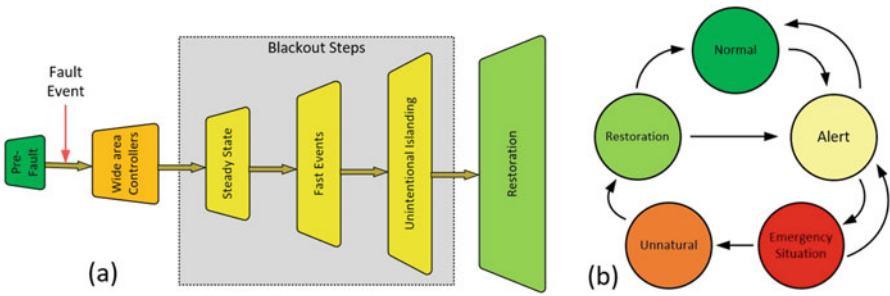 Blackout Steps
Fault
Event
Pre-
Fault
Wide area
Controllers
Steady State
Fast Events
Unintentional Islanding
Restoration
(a)
Normal
Restoration
Alert
Unnatural
Emergency
Situation
(b)